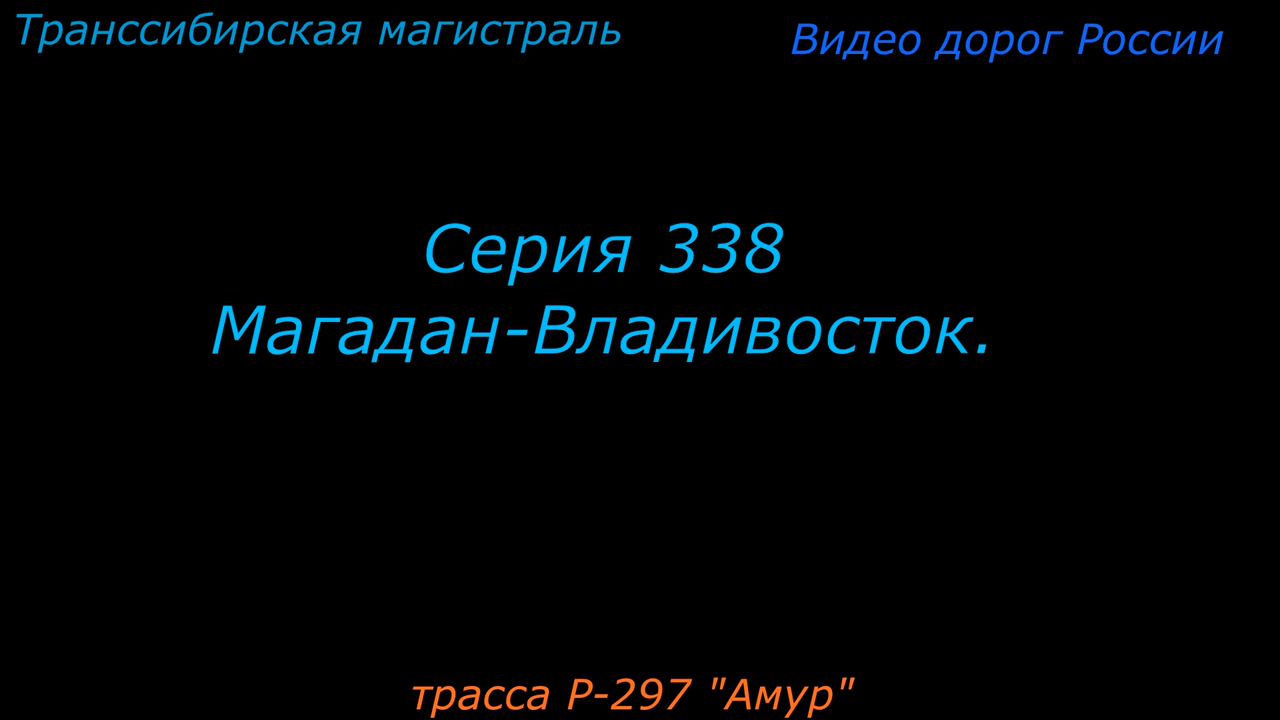 Транссибирская магистраль
Видео дорог России
Серия 338
Магадан-Владивосток.
трасса Р-297 "Амур"